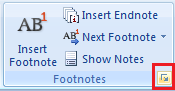 AB1
Insert
Footnote
Insert Endnote
AB1 Next Footnote
Show Notes
Footnotes